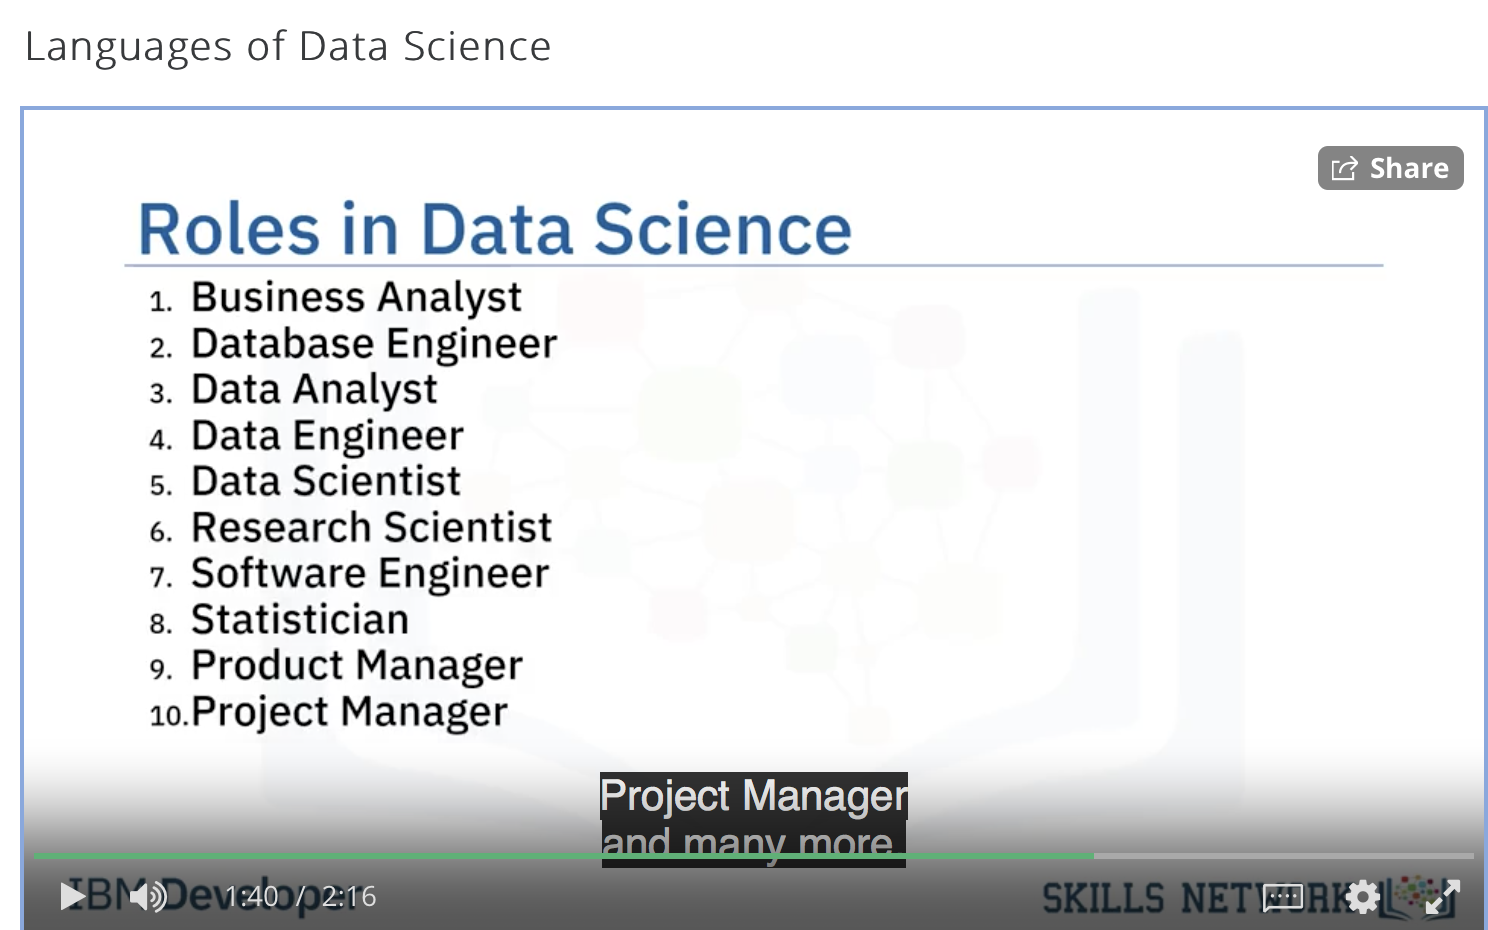 Languages of Data Science
Share
Roles in Data Science
1. Business Analyst
2. Database Engineer
3. Data Analyst
4. Data Engineer
5. Data Scientist
6. Research Scientist
7. Software Engineer
8. Statistician
9. Product Manager
10. Project Manager
Project Manager
and many more.
IBM Developer
1:40 / 2:16
SKILLS NETWORK